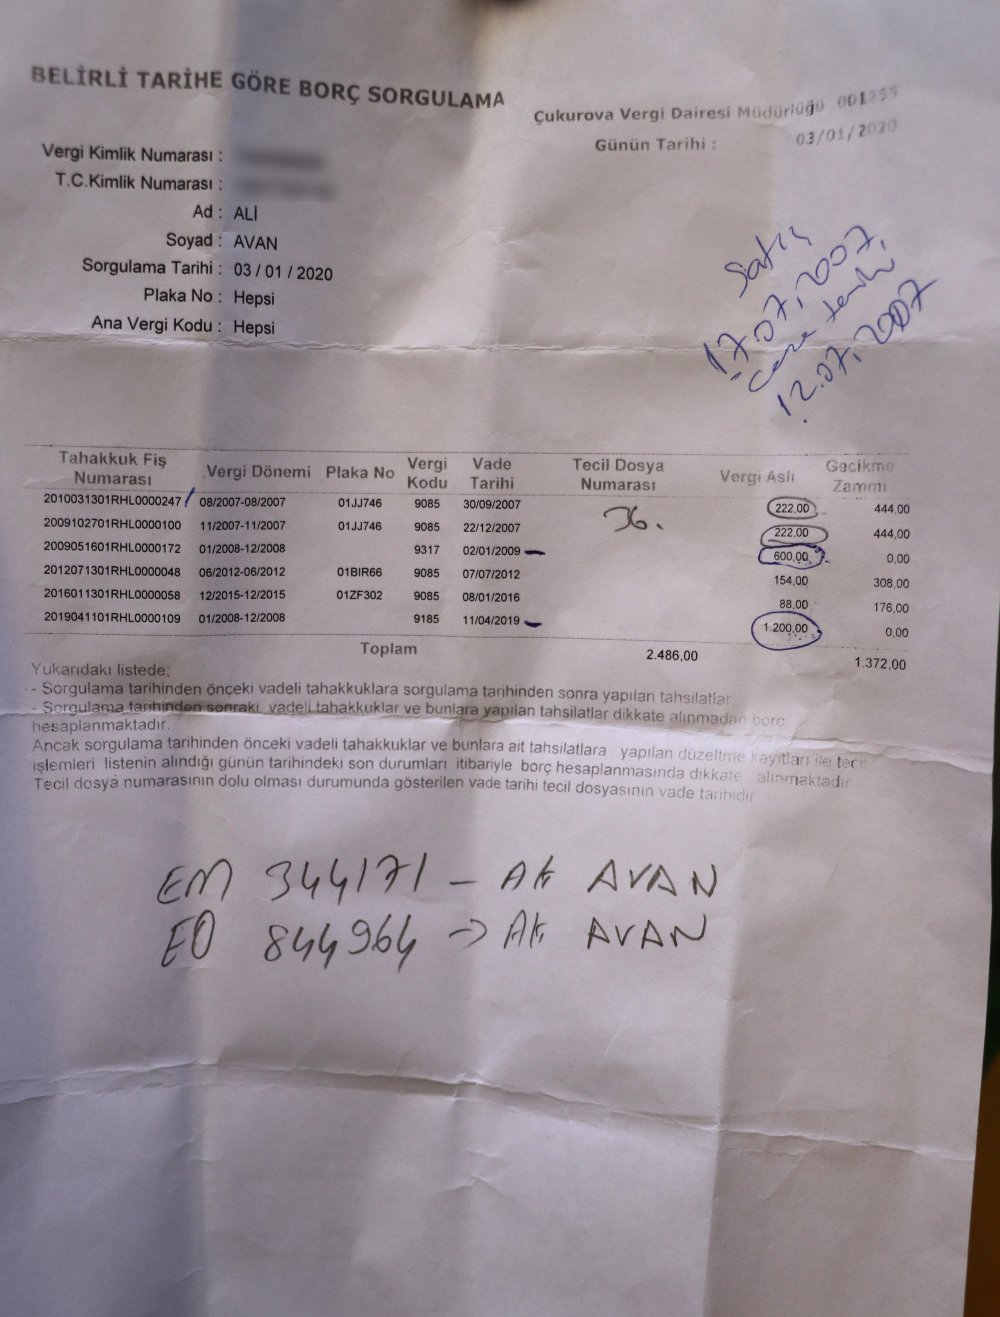 BELİRLİ TARİHE GÖRE BORÇ SORGULAMA
Çukurova Vergi Dairesi Müdürlüğü 001255
Günün Tarihi : 03/01/2020
Vergi Kimlik Numarası :
T.C.Kimlik Numarası :
Ad : ALİ
Soyad : AVAN
Sorgulama Tarihi : 03 / 01 / 2020
Plaka No : Hepsi
Ana Vergi Kodu : Hepsi
Satış
17.07.2007
ceza
12.07.2007
Tahakkuk Fiş Numarası Vergi Dönemi Plaka No Vergi Kodu Vade Tarihi Tecil Dosya Numarası Vergi Aslı Gecikme Zammı
2010031301RHL0000247 08/2007-08/2007 01JJ746 9085 30/09/2007 222,00 444,00
36.
2009102701RHL0000100 11/2007-11/2007 01JJ746 9085 22/12/2007 222,00 444,00
2009051601RHL0000172 01/2008-12/2008 9317 02/01/2009 600,00 0,00
2012071301RHL0000048 06/2012-06/2012 01BIR66 9085 07/07/2012 154,00 308,00
2016011301RHL0000058 12/2015-12/2015 01ZF302 9085 08/01/2016 88,00 176,00
2019041101RHL0000109 01/2008-12/2008 9185 11/04/2019 1.200,00 0,00
Toplam 2.486,00 1.372,00
Yukarıdaki listede;
- Sorgulama tarihinden önceki vadeli tahakkuklara sorgulama tarihinden sonra yapılan tahsilatlar
- Sorgulama tarihinden sonraki vadeli tahakkuklar ve bunlara yapılan tahsilatlar dikkate alınmadan borç
hesaplanmaktadır.
Ancak sorgulama tarihinden önceki vadeli tahakkuklar ve bunlara ait tahsilatlara yapılan düzeltme kayıtları ile tecil
işlemleri listenin alındığı günün tarihindeki son durumları itibariyle borç hesaplanmasında dikkate alınmaktadır.
Tecil dosya numarasının dolu olması durumunda gösterilen vade tarihi tecil dosyasının vade tarihidir
EM 344171 – Ali AVAN
EO 844964 → Ali AVAN